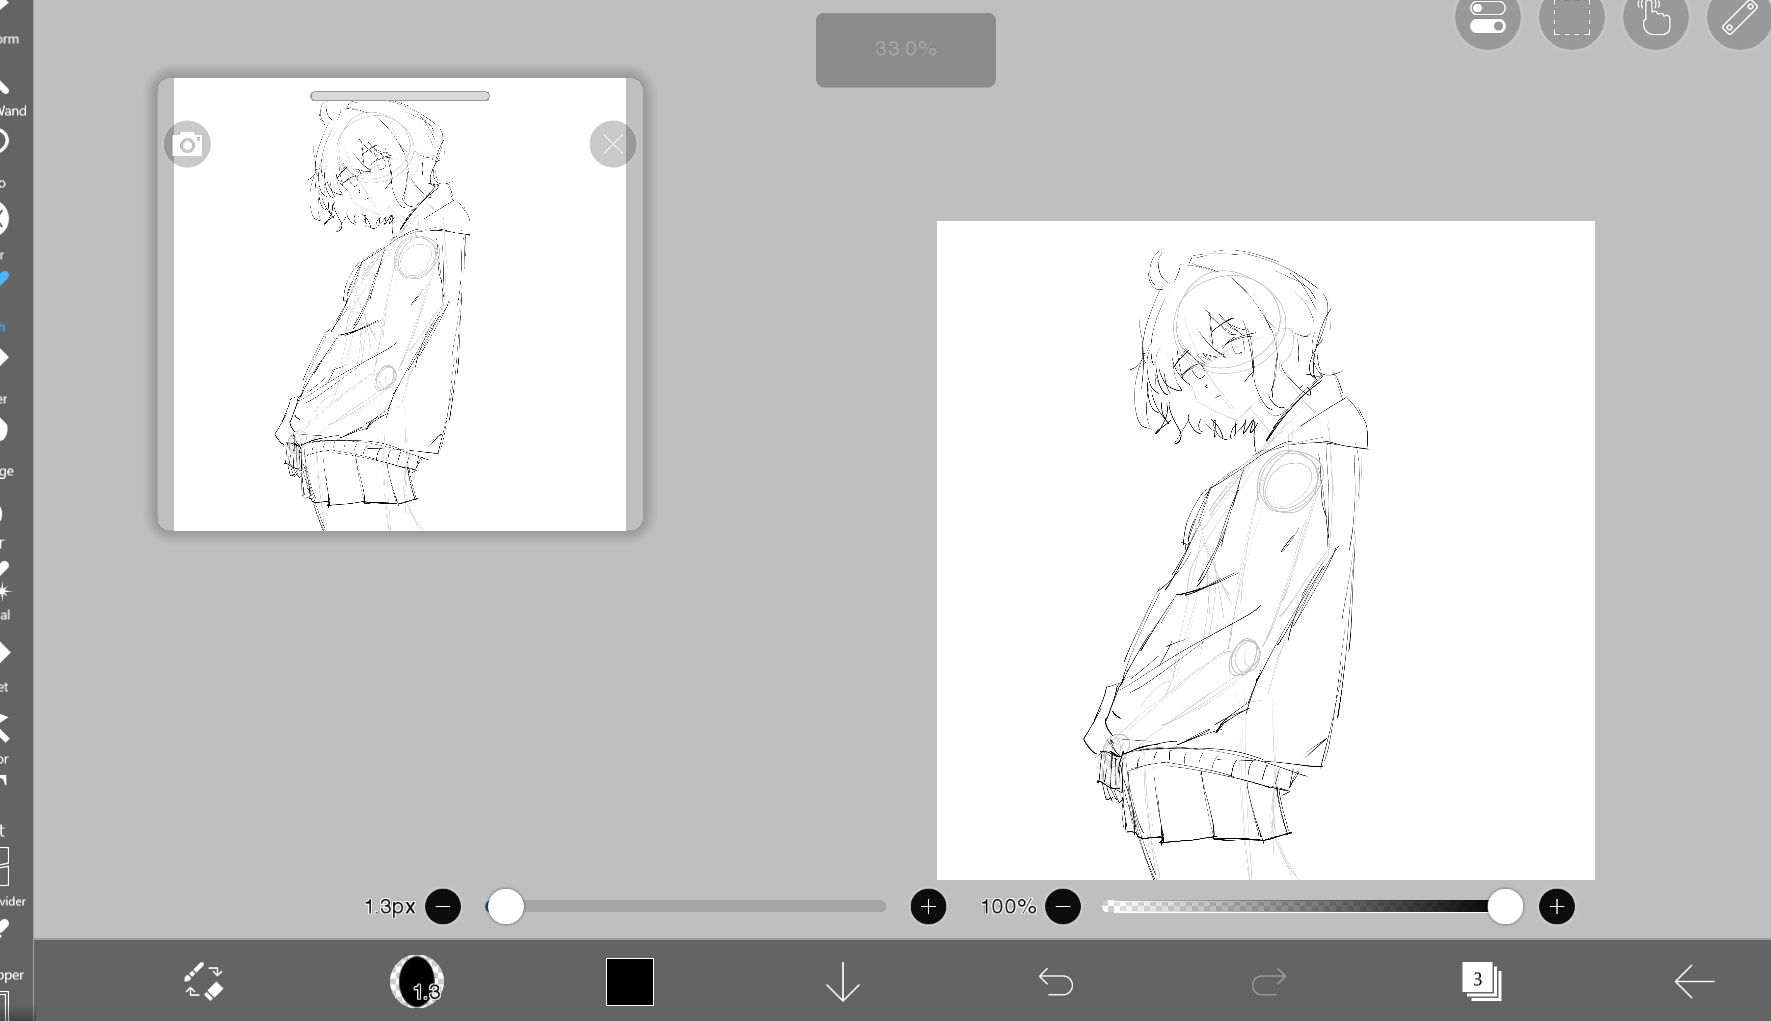 33.0%
orm
Wand
o
r
h
er
ge
r
al
et
or
t
vider
pper
1.3px
100%
1.3
3